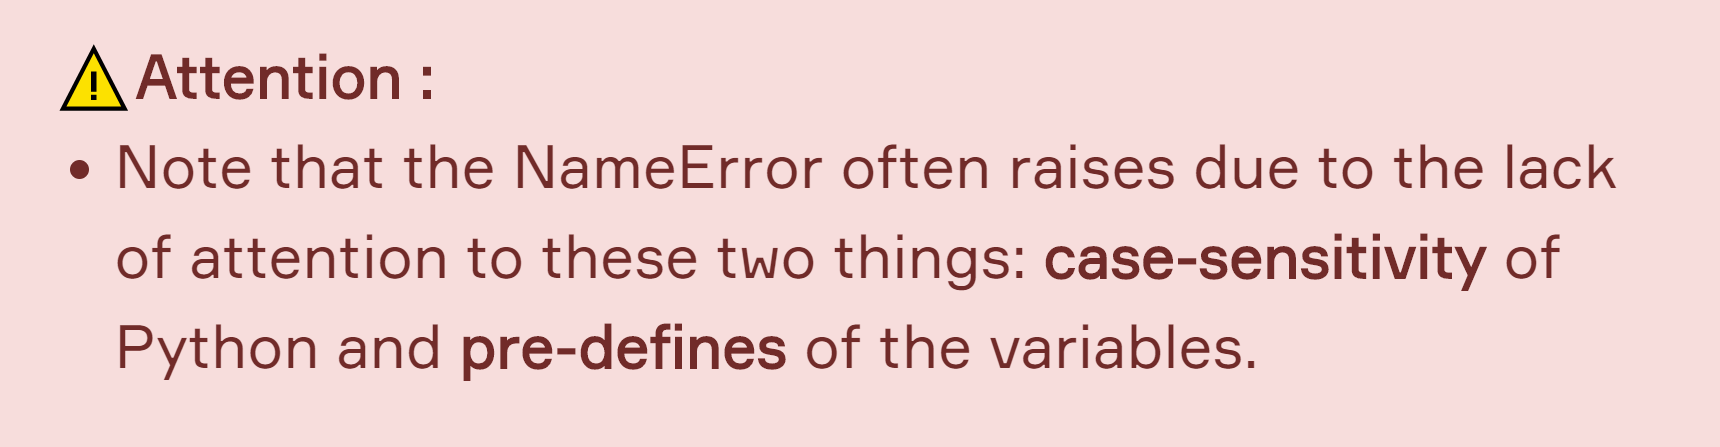 ⚠️ Attention :
• Note that the NameError often raises due to the lack
of attention to these two things: case-sensitivity of
Python and pre-defines of the variables.